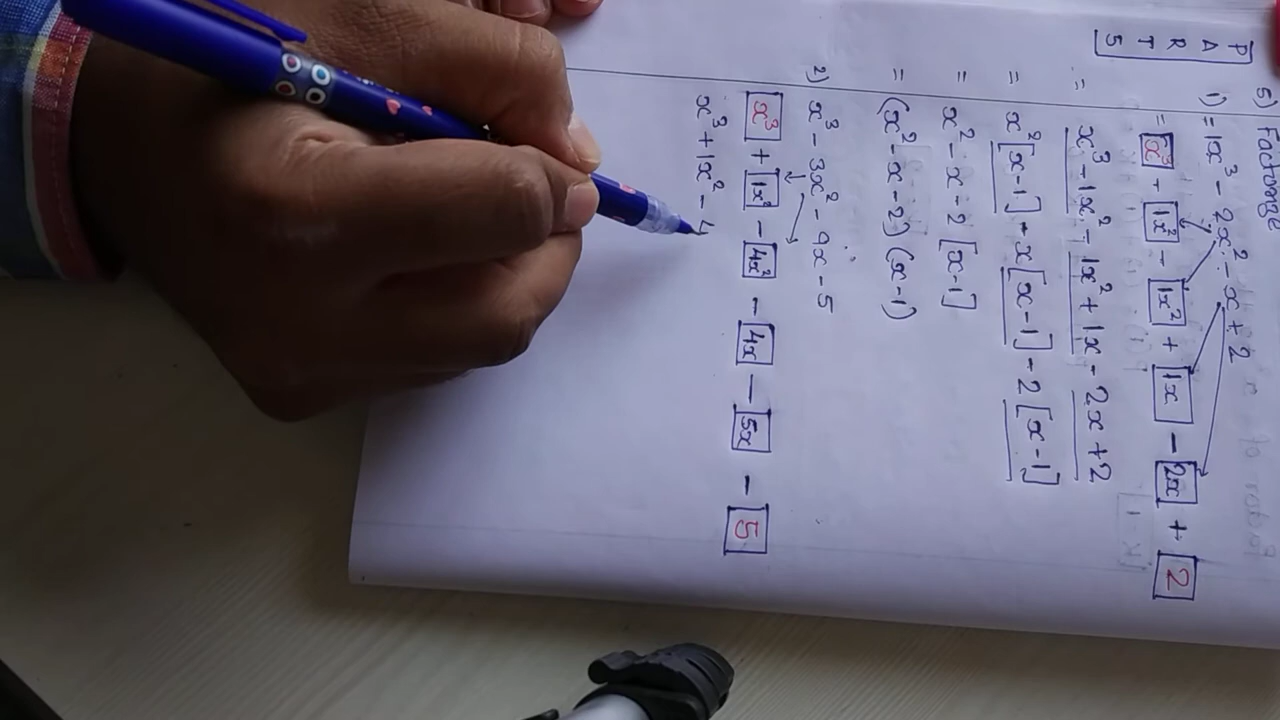 PART 5
5) Factorize
1) = 1x³ - 2x² - x + 2
= x³ - 1x² - 1x² + 1x - 2x + 2
= x³ - 1x² - 1x² + 1x - 2x + 2
= x²[x-1] - x[x-1] - 2[x-1]
= x² - x - 2 [x-1]
= (x² - x - 2) (x-1)
2) x³ - 3x² - 9x - 5
x³ + 1x² - 4x² - 4x - 5x - 5
x³ + 1x² - 4